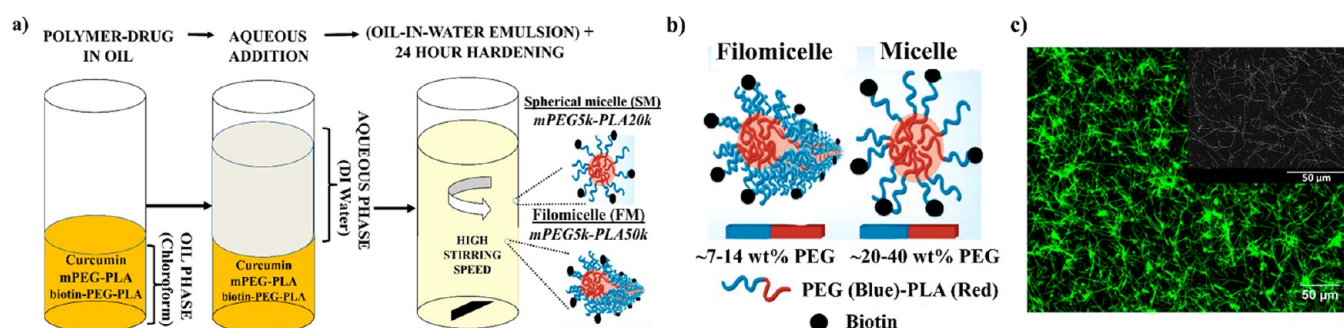 a)
POLYMER-DRUG
IN OIL
AQUEOUS
ADDITION
(OIL-IN-WATER EMULSION) +
24 HOUR HARDENING
Curcumin
mPEG-PLA
biotin-PEG-PLA
OIL PHASE
(Chloroform)
Curcumin
mPEG-PLA
biotin-PEG-PLA
AQUEOUS PHASE
(DI Water)
HIGH
STIRRING
SPEED
Spherical micelle (SM)
mPEG5k-PLA20k
Filomicelle (FM)
mPEG5k-PLA50k
b)
Filomicelle
Micelle
~7-14 wt% PEG
~20-40 wt% PEG
PEG (Blue)-PLA (Red)
Biotin
c)
50 µm
50 µm